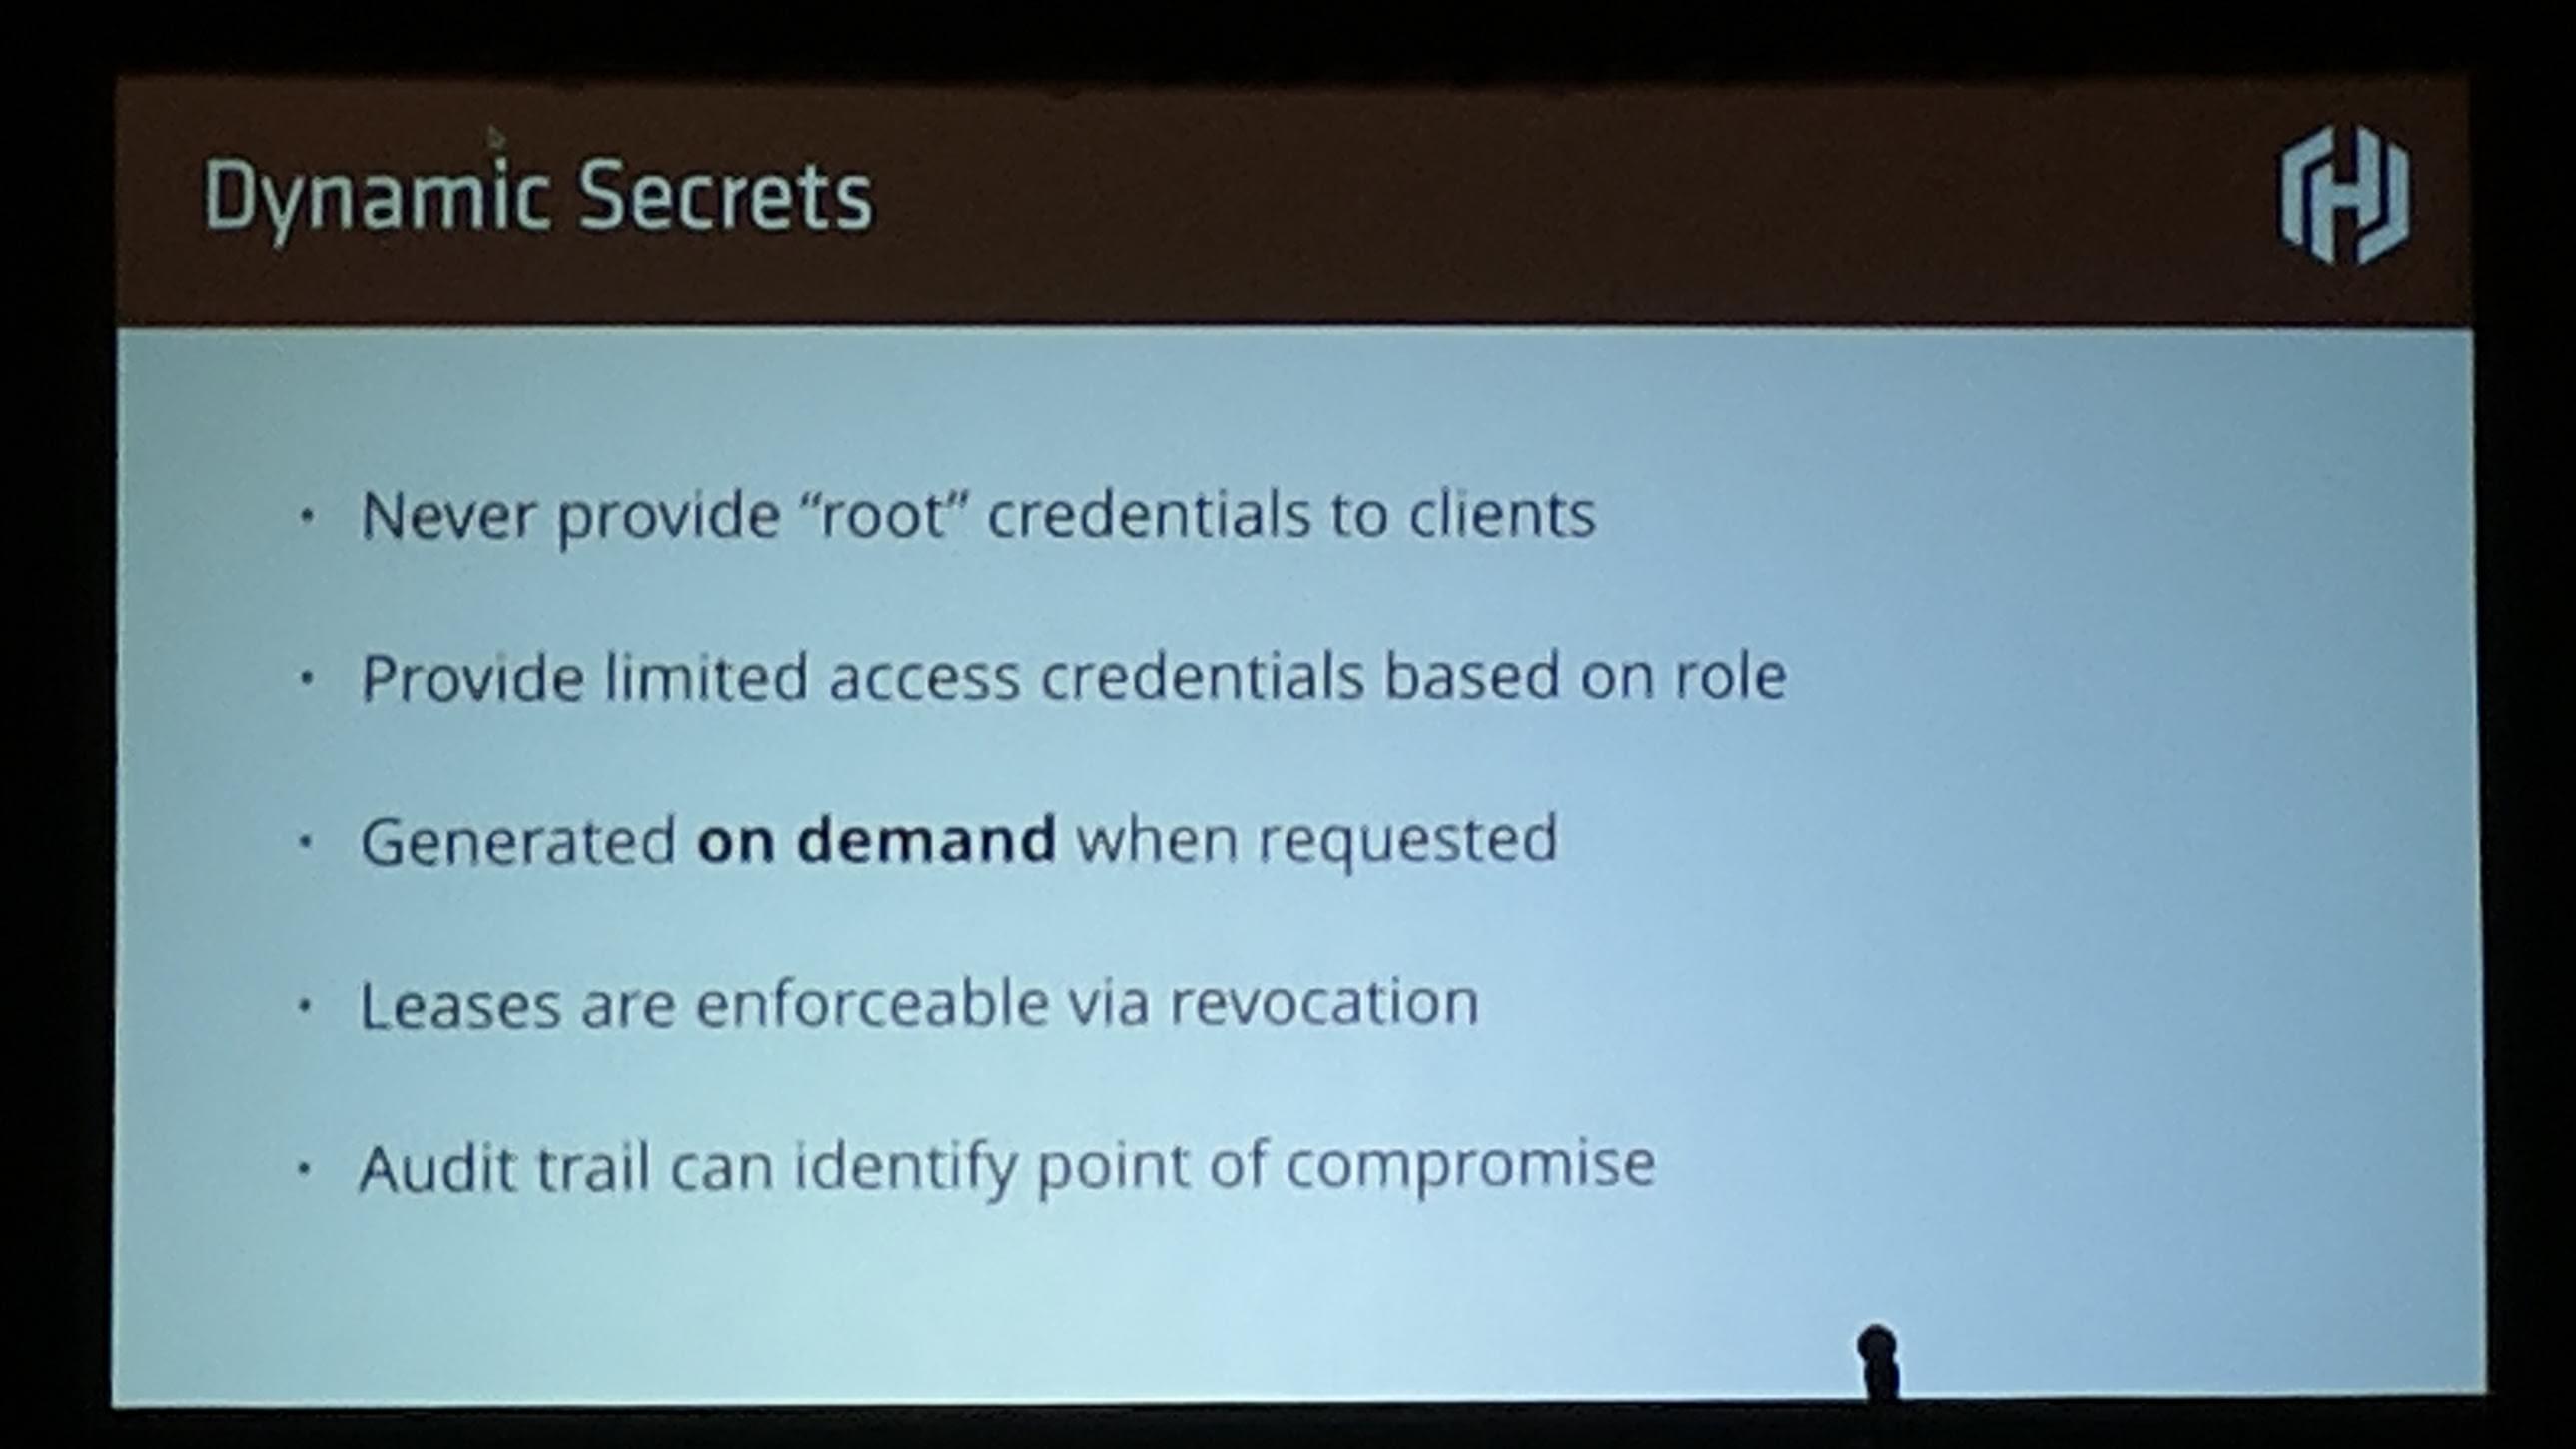 Dynamic Secrets
· Never provide “root” credentials to clients
· Provide limited access credentials based on role
· Generated on demand when requested
· Leases are enforceable via revocation
· Audit trail can identify point of compromise